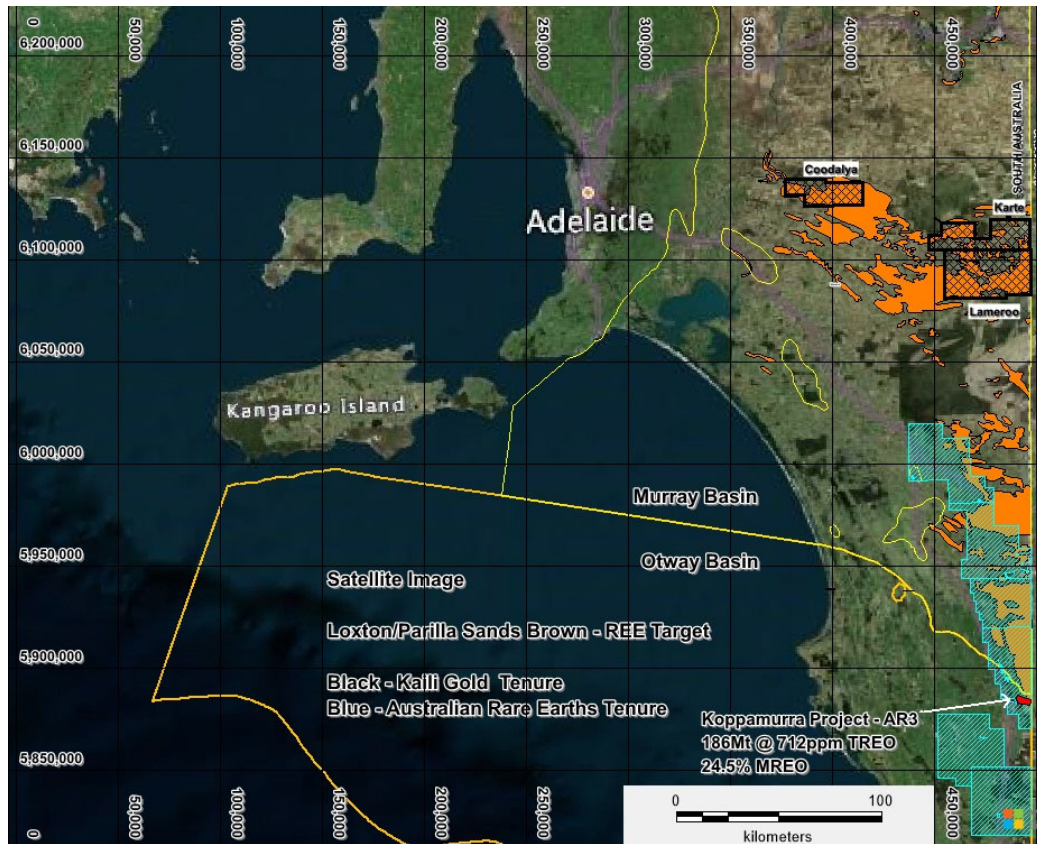 0
50,000
100,000
150,000
200,000
250,000
300,000
350,000
400,000
450,000
6,200,000
SOUTH AUSTRALIA
6,150,000
Coodalya
Karte
Adelaide
6,100,000
Lameroo
6,050,000
Kangaroo Island
6,000,000
Murray Basin
5,950,000
Otway Basin
Satellite Image
Loxton/Parilla Sands Brown - REE Target
5,900,000
Black - Kalli Gold Tenure
Blue - Australian Rare Earths Tenure
Koppamurra Project - AR3
186Mt @ 712ppm TREO
24.5% MREO
5,850,000
0
50,000
100,000
150,000
200,000
250,000
450,000
0 100
kilometers